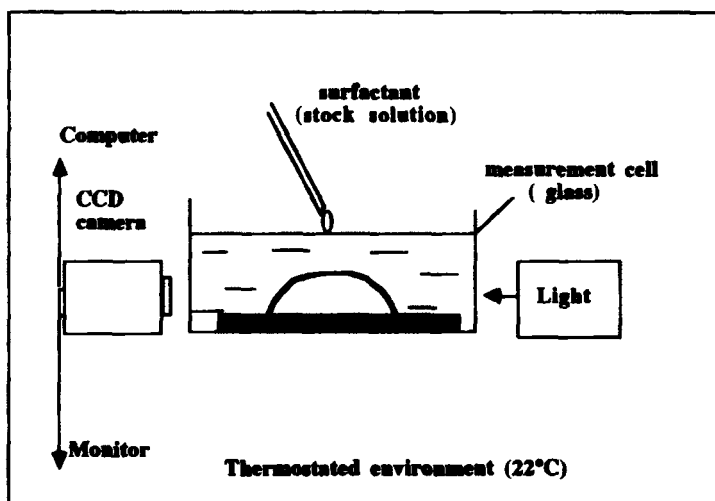 surfactant
(stock solution)
Computer
measurement cell
( glass)
CCD
camera
Light
Monitor
Thermostated environment (22°C)